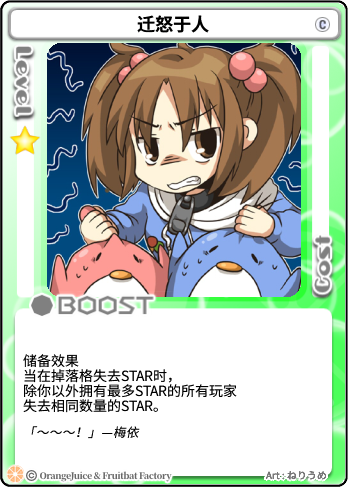 迁怒于人
C
Level
Cost
BOOST
储备效果
当在掉落格失去STAR时，
除你以外拥有最多STAR的所有玩家
失去相同数量的STAR。
「～～～！」—梅依
© OrangeJuice & Fruitbat Factory
Art：ねりうめ